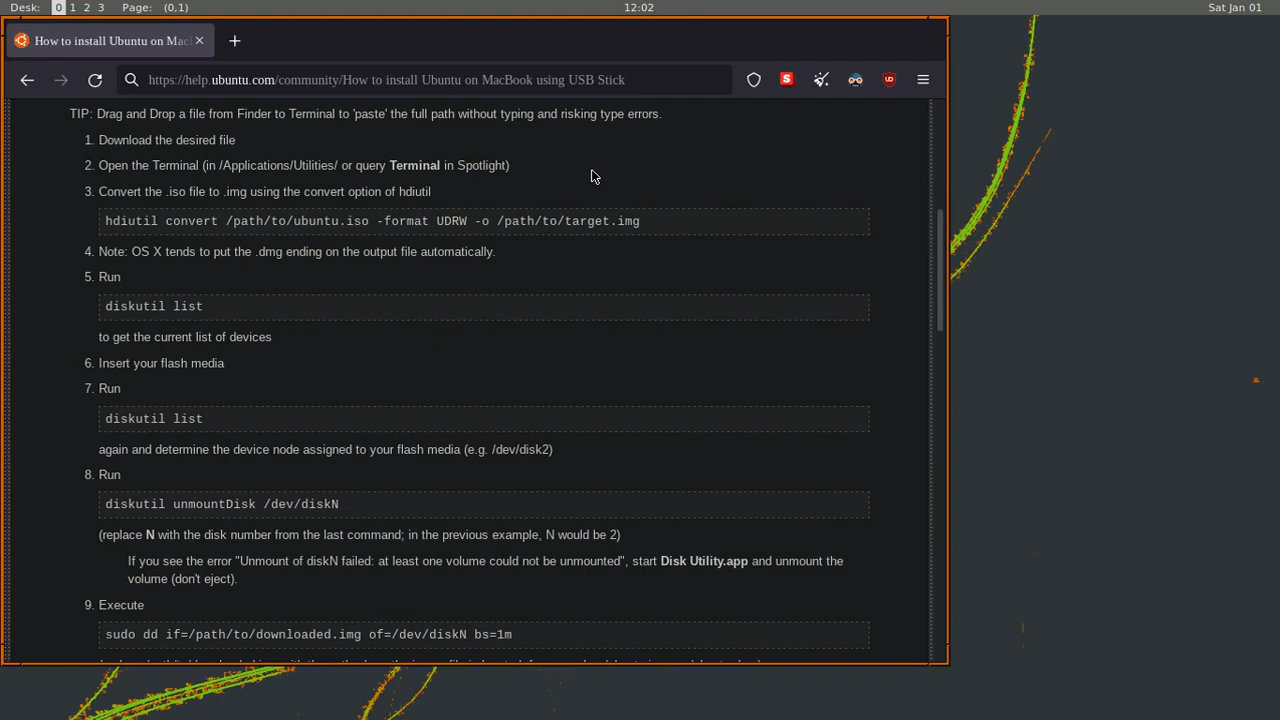 Desk: 0 1 2 3 Page: (0,1) 12:02 Sat Jan 01
How to install Ubuntu on Mac
https://help.ubuntu.com/community/How to install Ubuntu on MacBook using USB Stick
TIP: Drag and Drop a file from Finder to Terminal to 'paste' the full path without typing and risking type errors.
1. Download the desired file
2. Open the Terminal (in /Applications/Utilities/ or query Terminal in Spotlight)
3. Convert the .iso file to .img using the convert option of hdiutil
hdiutil convert /path/to/ubuntu.iso -format UDRW -o /path/to/target.img
4. Note: OS X tends to put the .dmg ending on the output file automatically.
5. Run
diskutil list
to get the current list of devices
6. Insert your flash media
7. Run
diskutil list
again and determine the device node assigned to your flash media (e.g. /dev/disk2)
8. Run
diskutil unmountDisk /dev/diskN
(replace N with the disk number from the last command; in the previous example, N would be 2)
If you see the error "Unmount of diskN failed: at least one volume could not be unmounted", start Disk Utility.app and unmount the
volume (don't eject).
9. Execute
sudo dd if=/path/to/downloaded.img of=/dev/diskN bs=1m